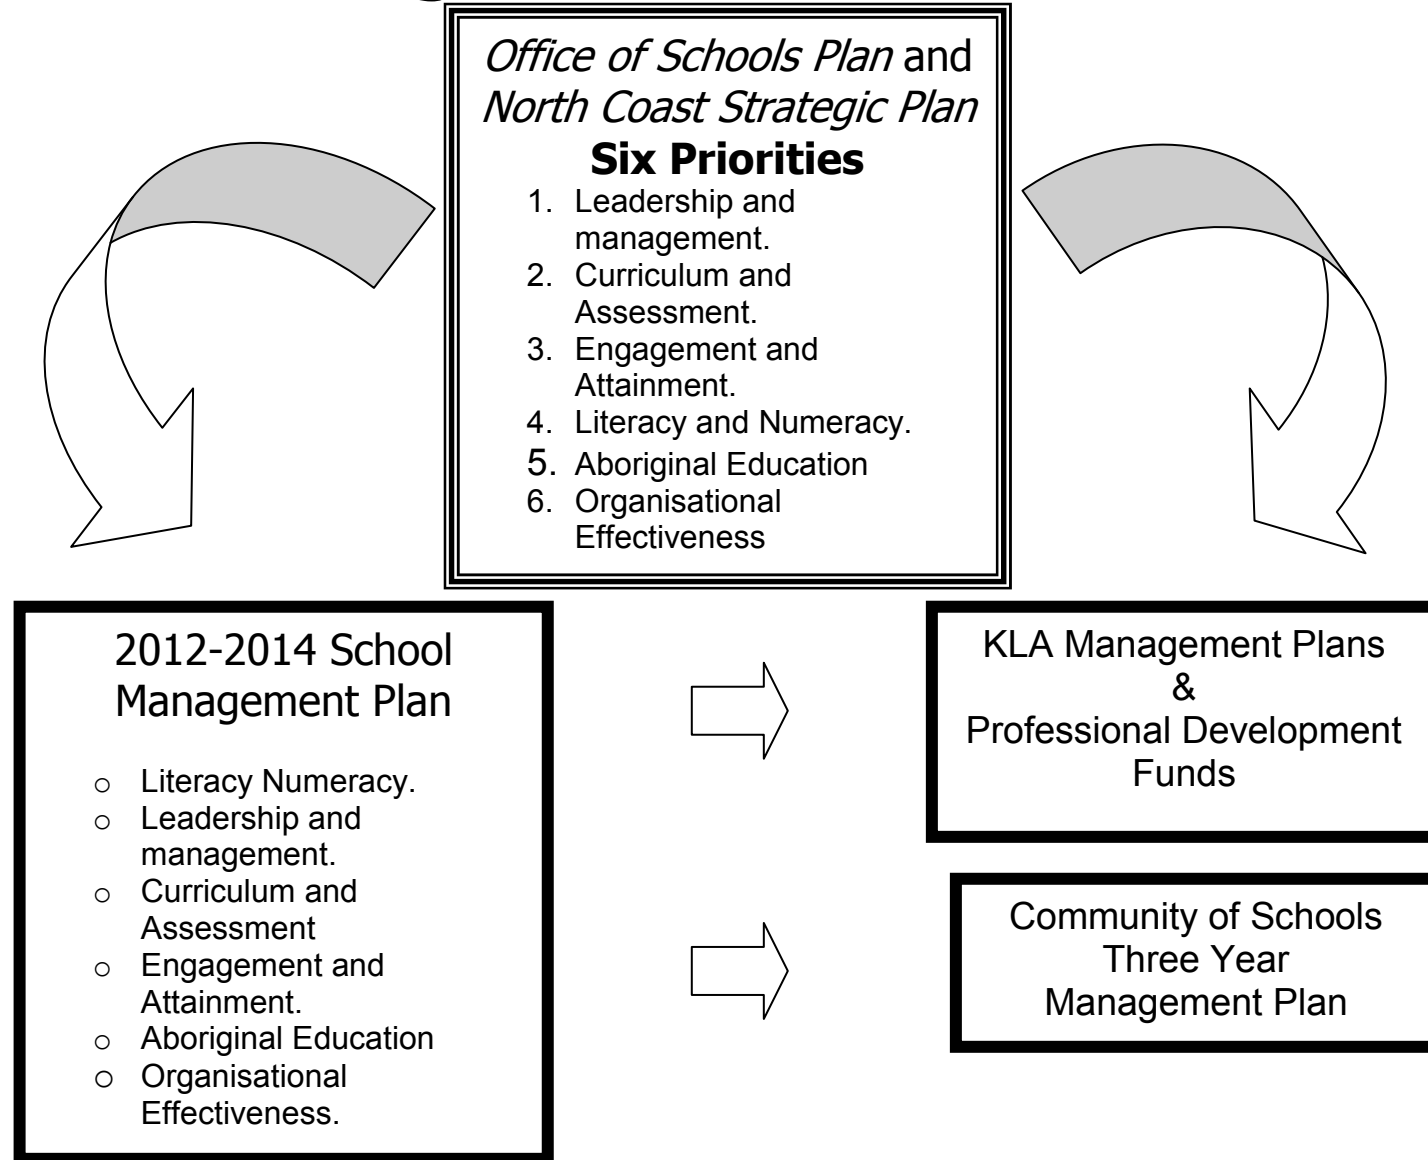 Office of Schools Plan and
North Coast Strategic Plan
Six Priorities
1. Leadership and
management.
2. Curriculum and
Assessment.
3. Engagement and
Attainment.
4. Literacy and Numeracy.
5. Aboriginal Education
6. Organisational
Effectiveness
2012-2014 School
Management Plan
o Literacy Numeracy.
o Leadership and
management.
o Curriculum and
Assessment
o Engagement and
Attainment.
o Aboriginal Education
o Organisational
Effectiveness.
KLA Management Plans
&
Professional Development
Funds
Community of Schools
Three Year
Management Plan